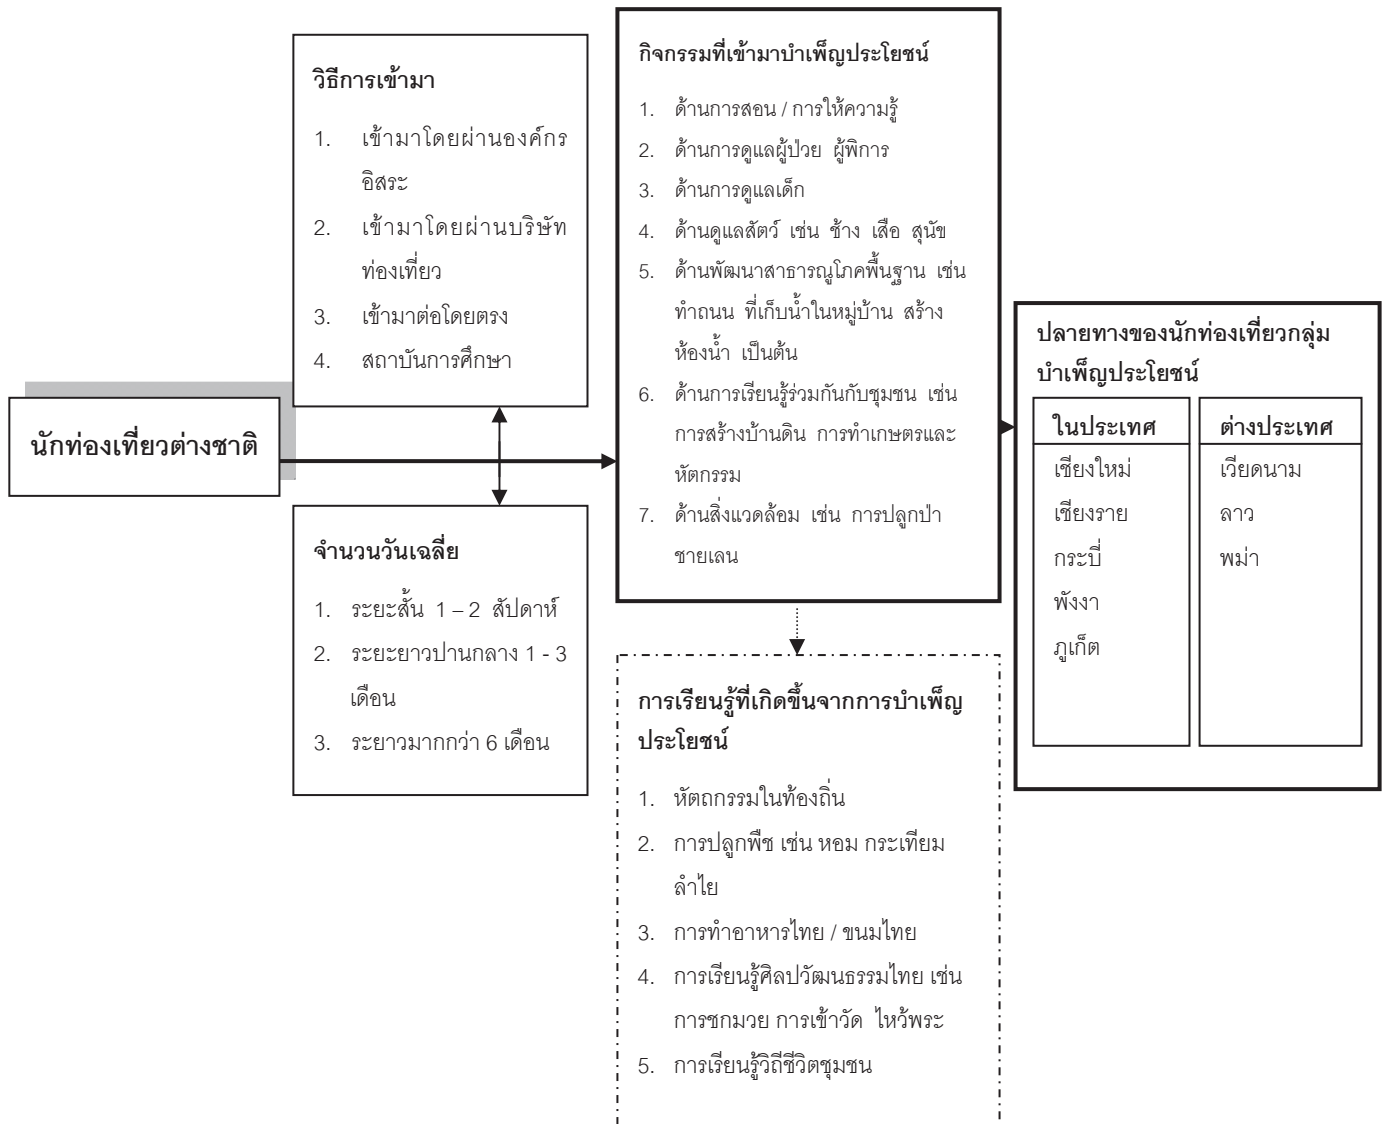 นักท่องเที่ยวต่างชาติ
วิธีการเข้ามา
1. เข้ามาโดยผ่านองค์กร
อิสระ
2. เข้ามาโดยผ่านบริษัท
ท่องเที่ยว
3. เข้ามาต่อโดยตรง
4. สถาบันการศึกษา
จำนวนวันเฉลี่ย
1. ระยะสั้น 1 – 2 สัปดาห์
2. ระยะยาวปานกลาง 1 - 3
เดือน
3. ระยาวมากกว่า 6 เดือน
กิจกรรมที่เข้ามาบำเพ็ญประโยชน์
1. ด้านการสอน / การให้ความรู้
2. ด้านการดูแลผู้ป่วย ผู้พิการ
3. ด้านการดูแลเด็ก
4. ด้านดูแลสัตว์ เช่น ช้าง เสือ สุนัข
5. ด้านพัฒนาสาธารณูโภคพื้นฐาน เช่น
ทำถนน ที่เก็บน้ำในหมู่บ้าน สร้าง
ห้องน้ำ เป็นต้น
6. ด้านการเรียนรู้ร่วมกันกับชุมชน เช่น
การสร้างบ้านดิน การทำเกษตรและ
หัตกรรม
7. ด้านสิ่งแวดล้อม เช่น การปลูกป่า
ชายเลน
การเรียนรู้ที่เกิดขึ้นจากการบำเพ็ญ
ประโยชน์
1. หัตถกรรมในท้องถิ่น
2. การปลูกพืช เช่น หอม กระเทียม
ลำไย
3. การทำอาหารไทย / ขนมไทย
4. การเรียนรู้ศิลปวัฒนธรรมไทย เช่น
การชกมวย การเข้าวัด ไหว้พระ
5. การเรียนรู้วิถีชีวิตชุมชน
ปลายทางของนักท่องเที่ยวกลุ่ม
บำเพ็ญประโยชน์
ในประเทศ
เชียงใหม่
เชียงราย
กระบี่
พังงา
ภูเก็ต
ต่างประเทศ
เวียดนาม
ลาว
พม่า